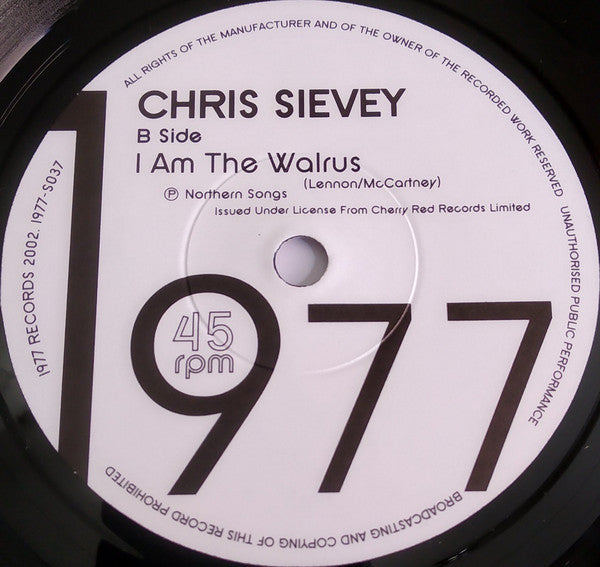 ALL RIGHTS OF THE MANUFACTURER AND OF THE OWNER OF THE RECORDED WORK RESERVED
UNAUTHORISED PUBLIC PERFORMANCE
BROADCASTING AND COPYING OF THIS RECORD PROHIBITED
1977 RECORDS 2002. 1977-S037
CHRIS SIEVEY
B Side
I Am The Walrus
(Lennon/McCartney)
℗ Northern Songs
Issued Under License From Cherry Red Records Limited
1977
45
rpm